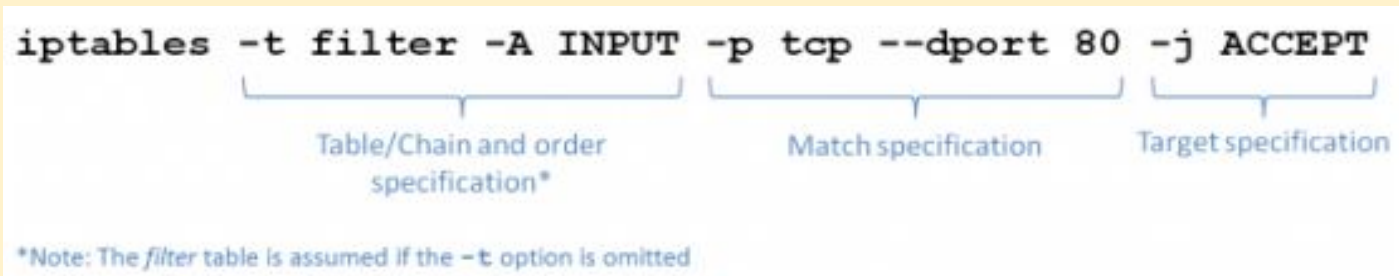 iptables -t filter -A INPUT -p tcp --dport 80 -j ACCEPT
Table/Chain and order
specification*
Match specification
Target specification
*Note: The filter table is assumed if the -t option is omitted